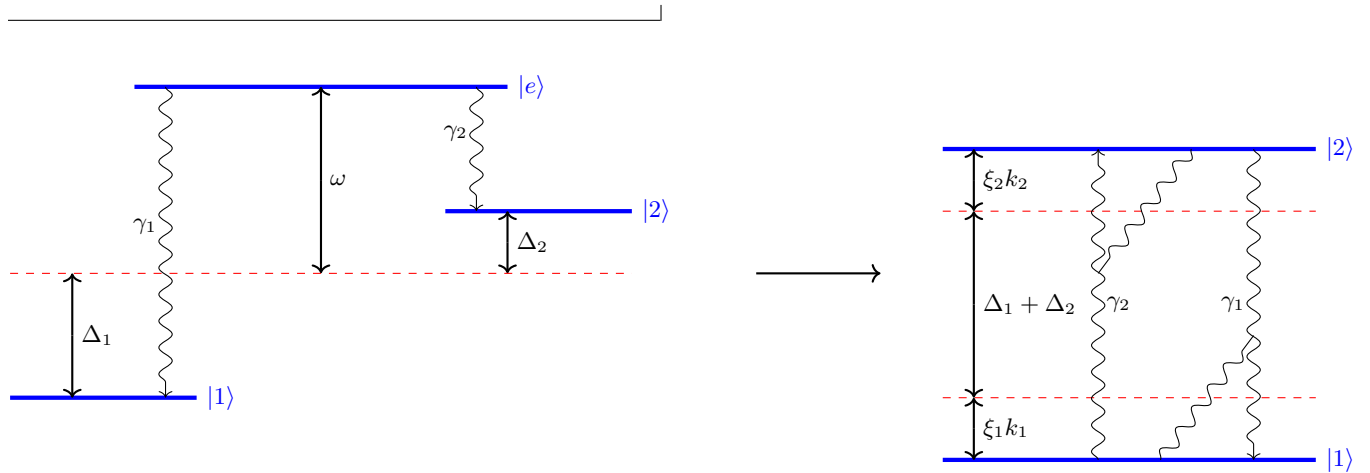 |e⟩
γ₂
ω
|2⟩
γ₁
Δ₂
Δ₁
|1⟩
|2⟩
ξ₂k₂
Δ₁ + Δ₂
γ₂
γ₁
ξ₁k₁
|1⟩